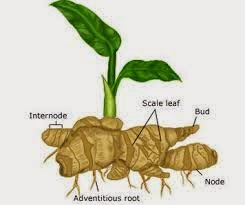 Scale leaf
Internode
Bud
Node
Adventitious root